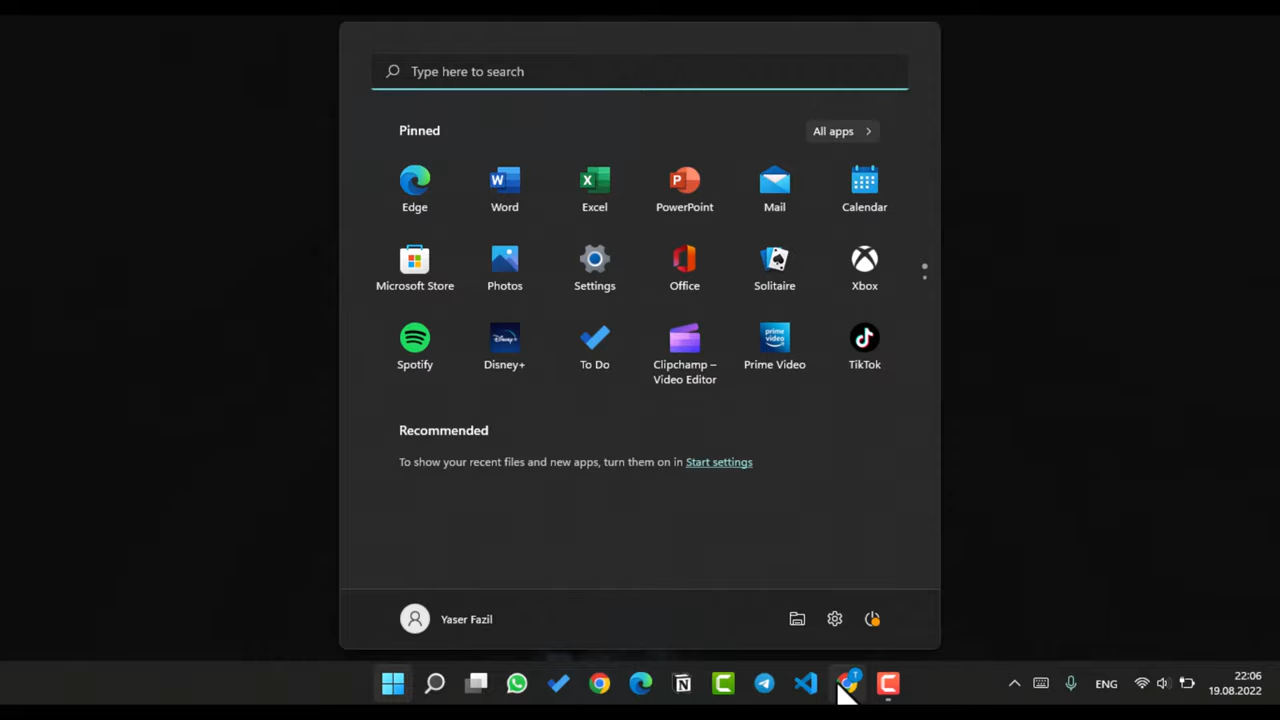 Type here to search
Pinned
All apps
Edge
Word
Excel
PowerPoint
Mail
Calendar
Microsoft Store
Photos
Settings
Office
Solitaire
Xbox
Spotify
Disney+
To Do
Clipchamp –
Video Editor
Prime Video
TikTok
Recommended
To show your recent files and new apps, turn them on in Start settings
Yaser Fazil
ENG
22:06
19.08.2022